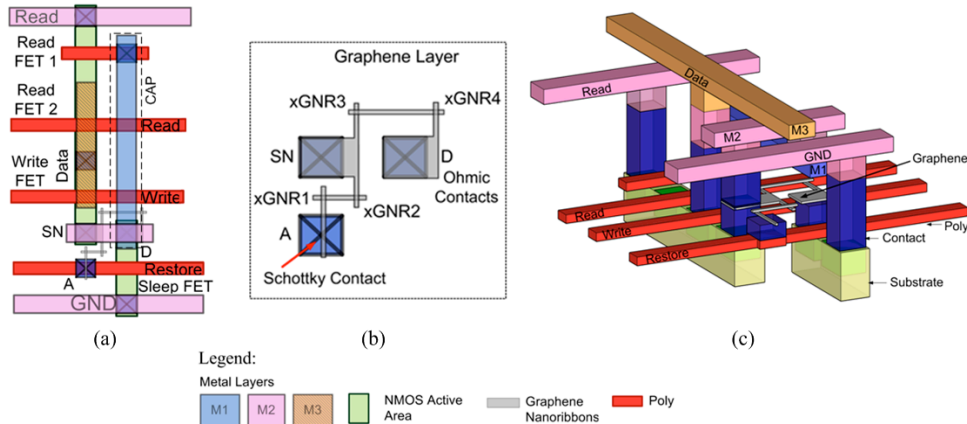 Read
Read
FET 1
CAP
Read
FET 2
Read
Data
Write
FET
Write
SN
D
A
Restore
Sleep FET
GND
(a)
Graphene Layer
xGNR3
xGNR4
SN
D
Ohmic
Contacts
xGNR1
xGNR2
A
Schottky Contact
(b)
Data
Read
M2
M3
GND
M1
Graphene
Read
Write
Restore
Poly
Contact
Substrate
(c)
Legend:
Metal Layers
M1
M2
M3
NMOS Active
Area
Graphene
Nanoribbons
Poly